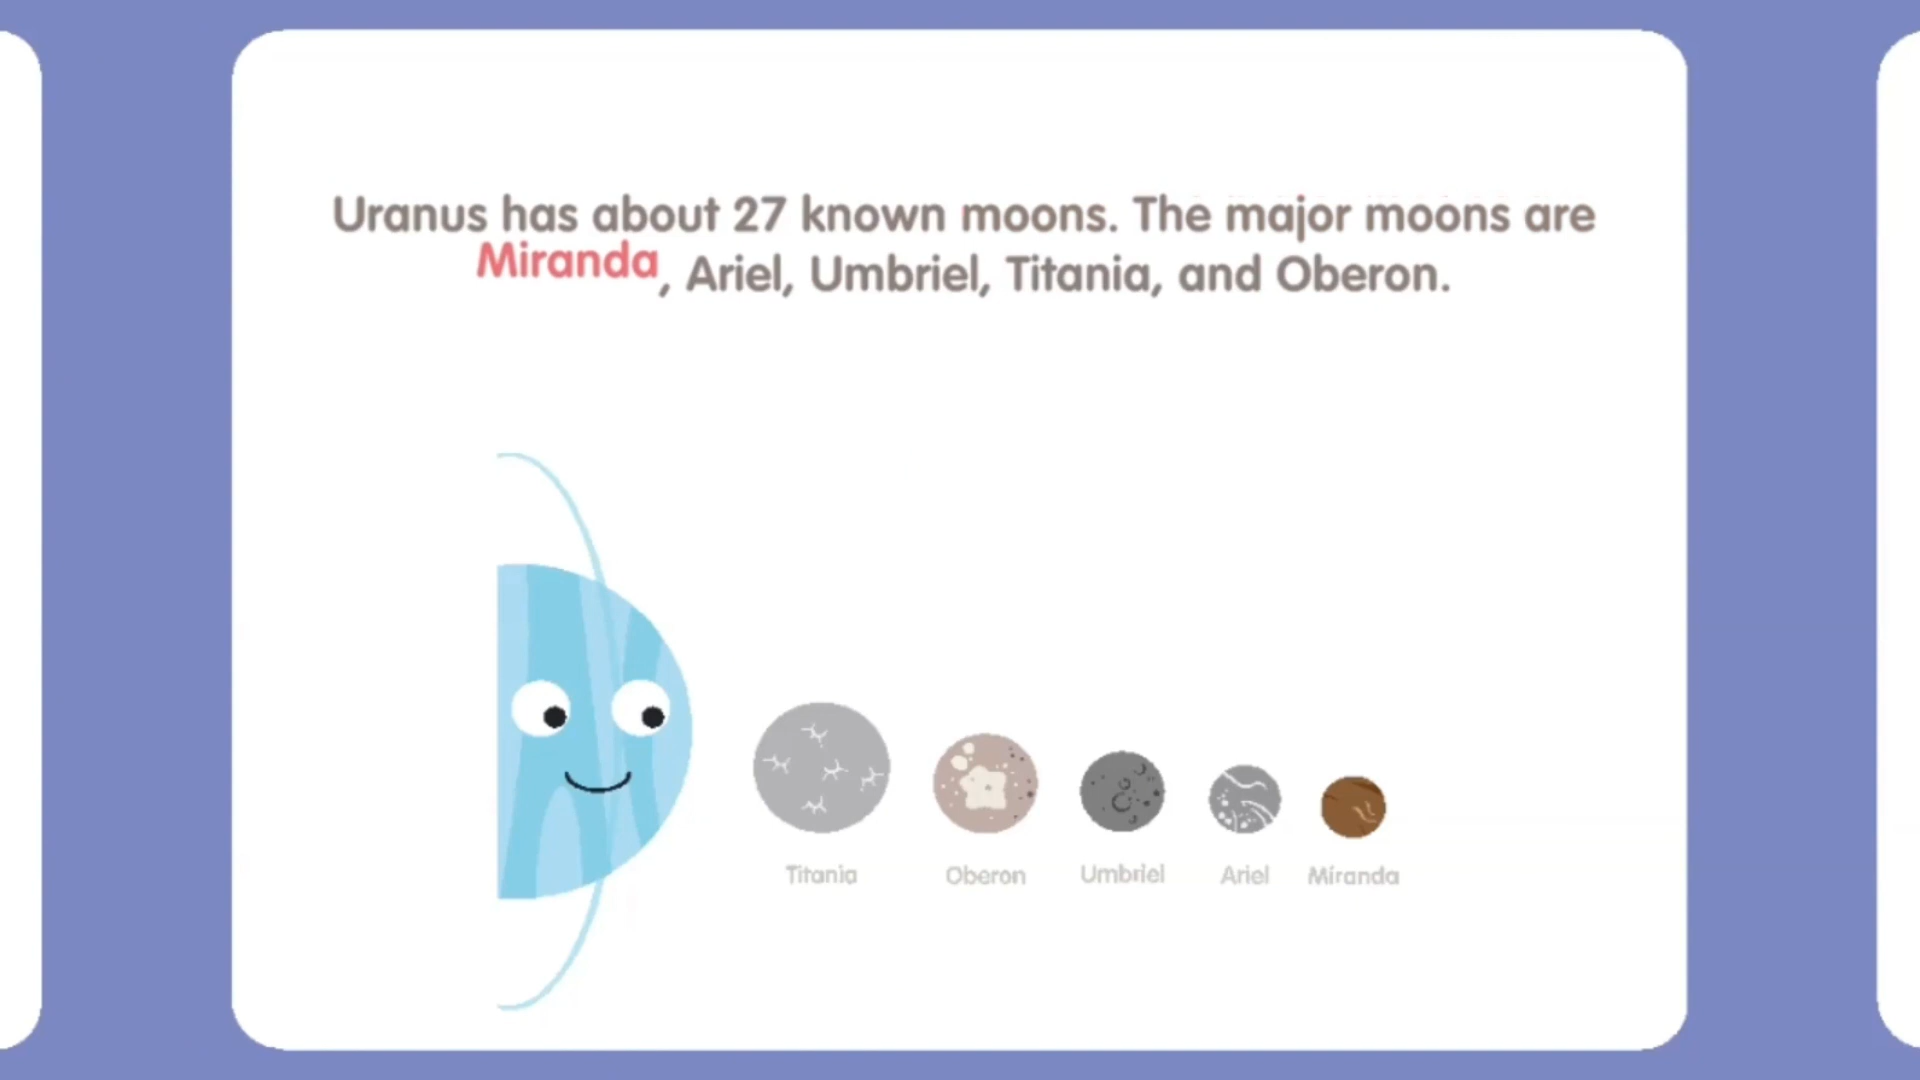 Uranus has about 27 known moons. The major moons are
Miranda, Ariel, Umbriel, Titania, and Oberon.
Titania Oberon Umbriel Ariel Miranda